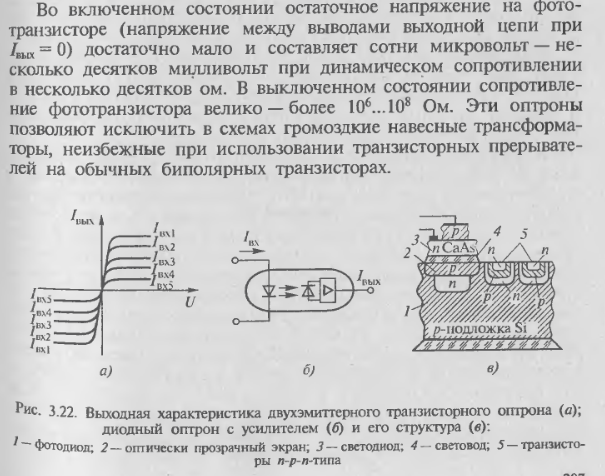 Во включенном состоянии остаточное напряжение на фото-
транзисторе (напряжение между выводами выходной цепи при
Iвых = 0) достаточно мало и составляет сотни микровольт — не-
сколько десятков милливольт при динамическом сопротивлении
в несколько десятков ом. В выключенном состоянии сопротивле-
ние фототранзистора велико — более 10⁶...10⁸ Ом. Эти оптроны
позволяют исключить в схемах громоздкие навесные трансформа-
торы, неизбежные при использовании транзисторных прерывате-
лей на обычных биполярных транзисторах.
Iвых
Iвх1
Iвх2
Iвх3
Iвх4
Iвх5
U
Iвх5
Iвх4
Iвх3
Iвх2
Iвх1
а)
Iвх
Iвых
б)
p
3
n CaAs
4
5
2
p
n
n
n
p
n
p
1
p-подложка Si
в)
Рис. 3.22. Выходная характеристика двухэмиттерного транзисторного оптрона (а);
диодный оптрон с усилителем (б) и его структура (в):
1 — фотодиод; 2 — оптически прозрачный экран; 3 — светодиод; 4 — световод; 5 — транзисто-
ры n-p-n-типа